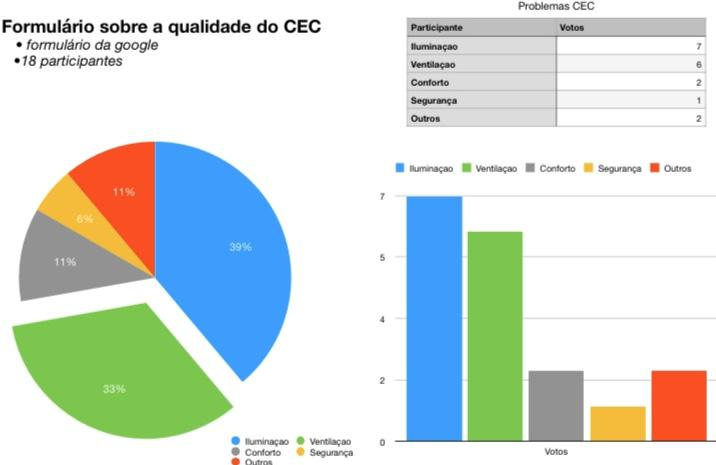 Formulário sobre a qualidade do CEC
• formulário da google
•18 participantes
Problemas CEC
Participante Votos
Iluminaçao 7
Ventilaçao 6
Conforto 2
Segurança 1
Outros 2
39%
33%
11%
6%
11%
Iluminaçao Ventilaçao
Conforto Segurança
Outros
Iluminaçao Ventilaçao Conforto Segurança Outros
7
5
4
2
0
Votos